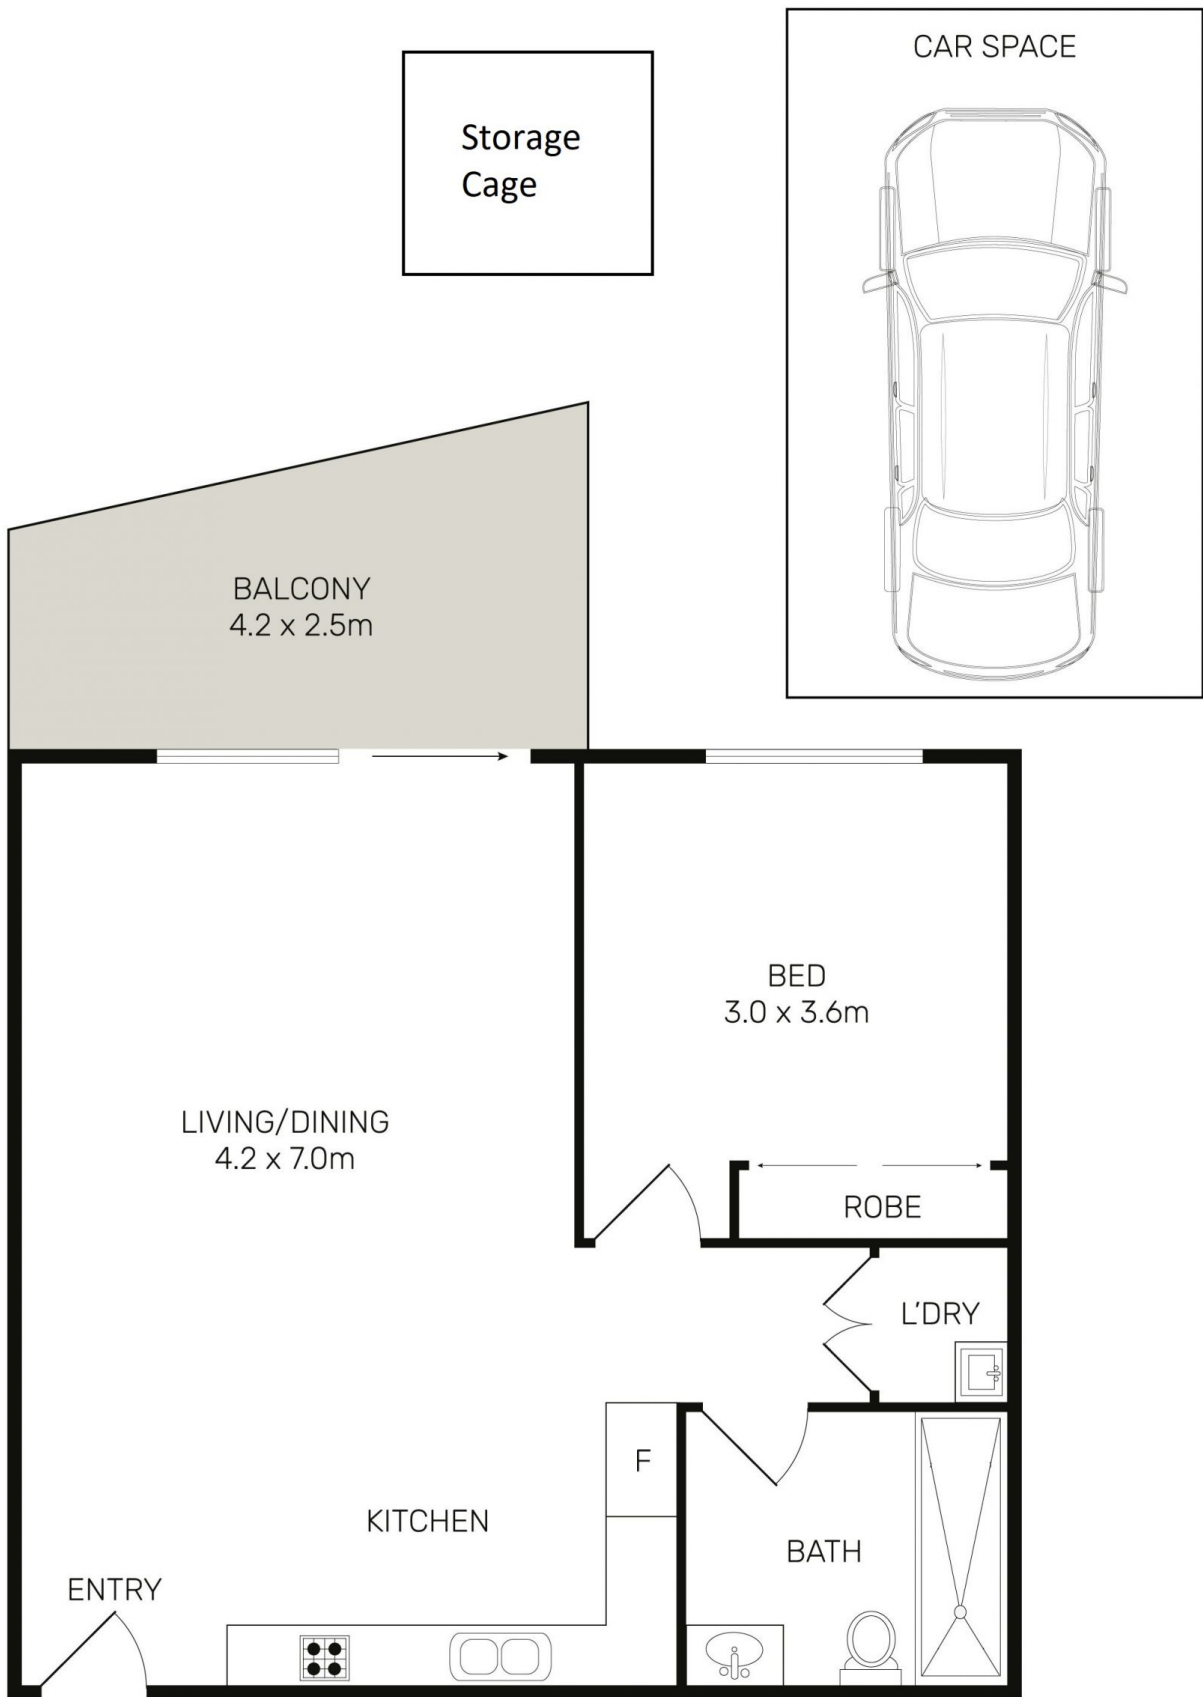 CAR SPACE
Storage
Cage
BALCONY
4.2 x 2.5m
BED
3.0 x 3.6m
LIVING/DINING
4.2 x 7.0m
ROBE
L'DRY
F
KITCHEN
BATH
ENTRY